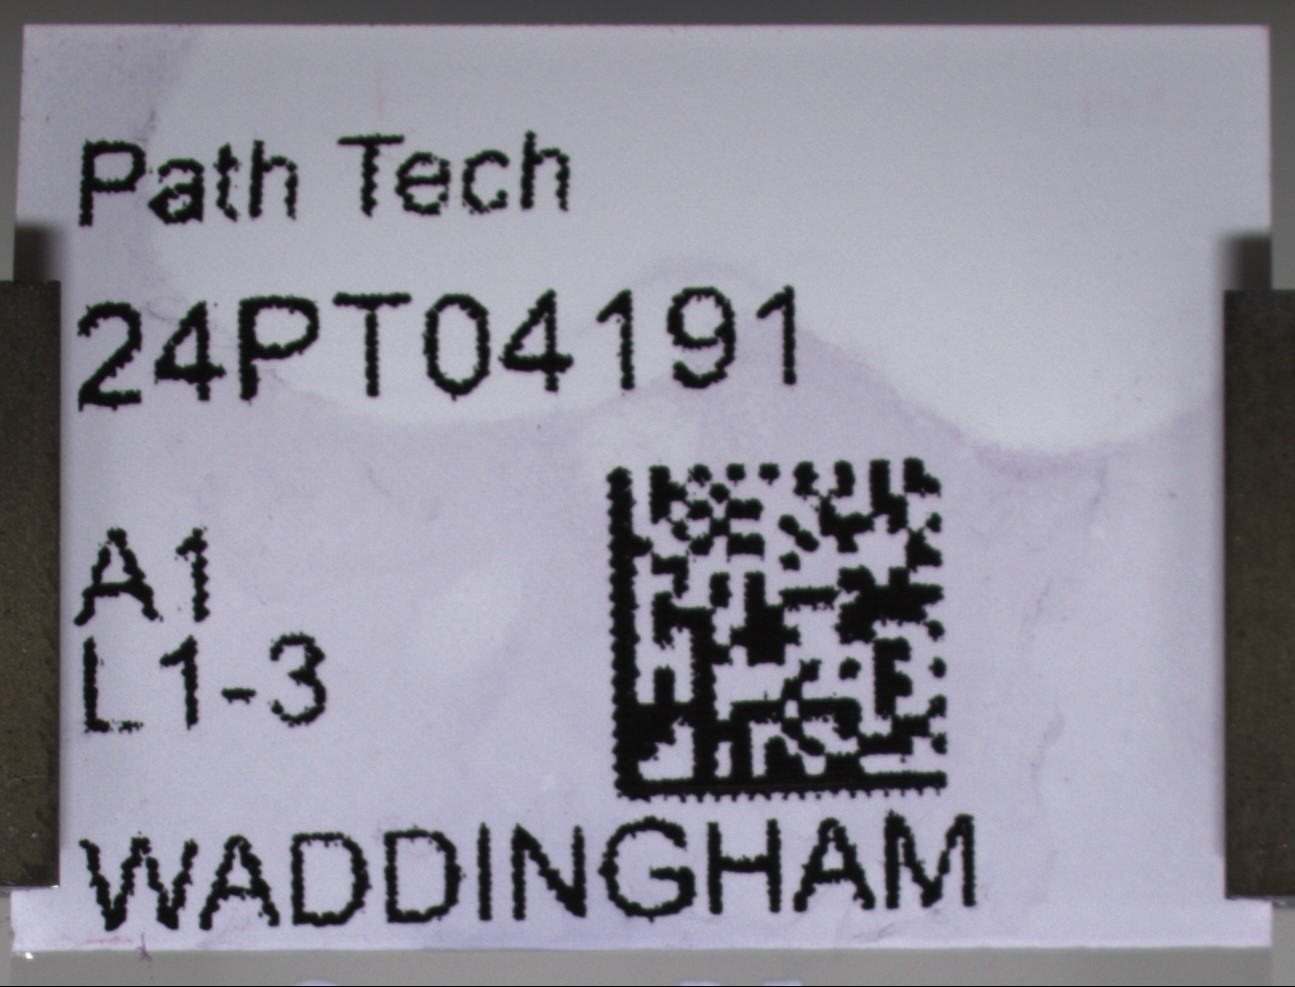 Path Tech
24PT04191
A1
L1-3
WADDINGHAM